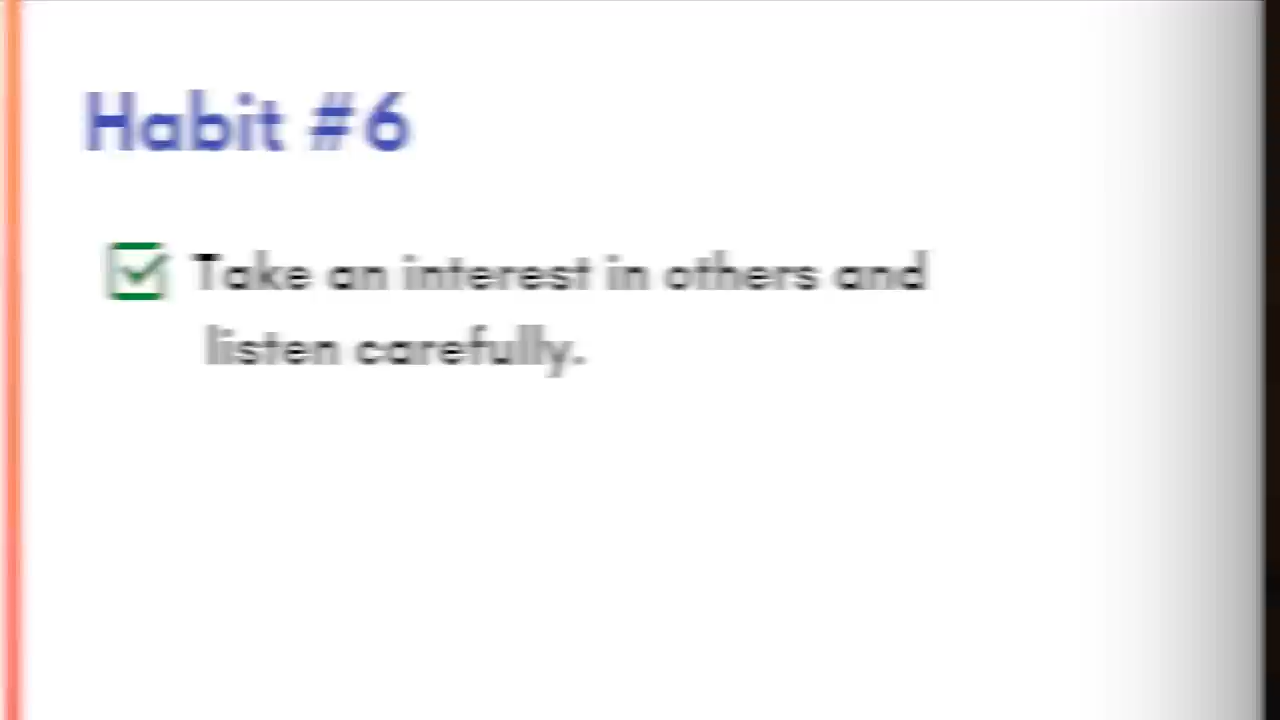 Habit #6
Take an interest in others and
listen carefully.